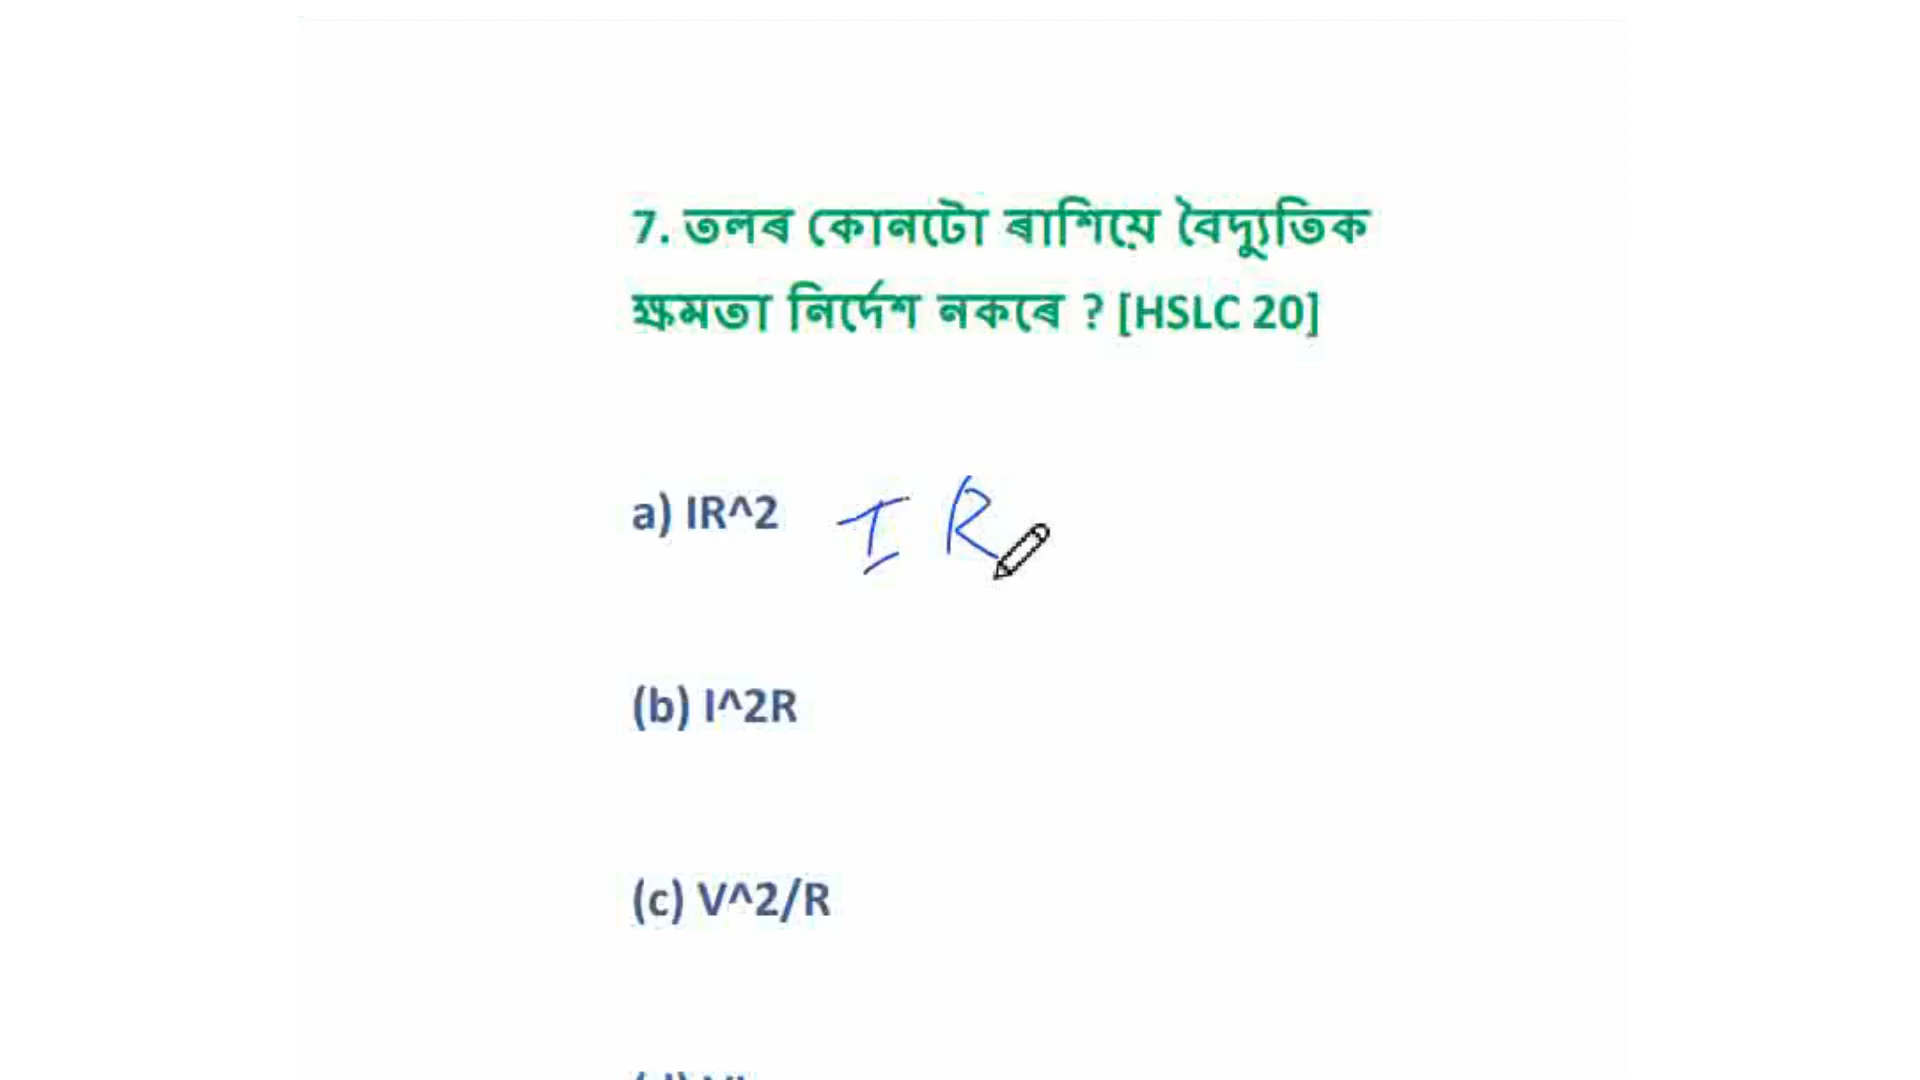 7. তলৰ কোনটো ৰাশিয়ে বৈদ্যুতিক
ক্ষমতা নিৰ্দেশ নকৰে ? [HSLC 20]
a) IR^2 I R
(b) I^2R
(c) V^2/R